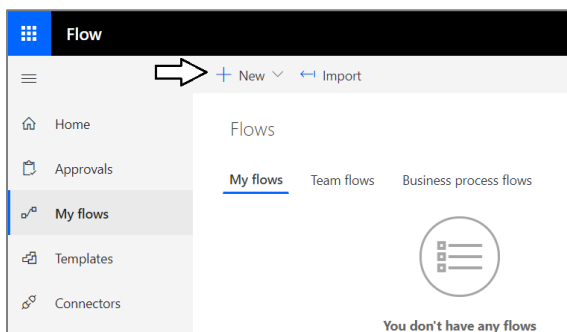 Flow
New Import
Home
Approvals
My flows
Templates
Connectors
Flows
My flows Team flows Business process flows
You don't have any flows